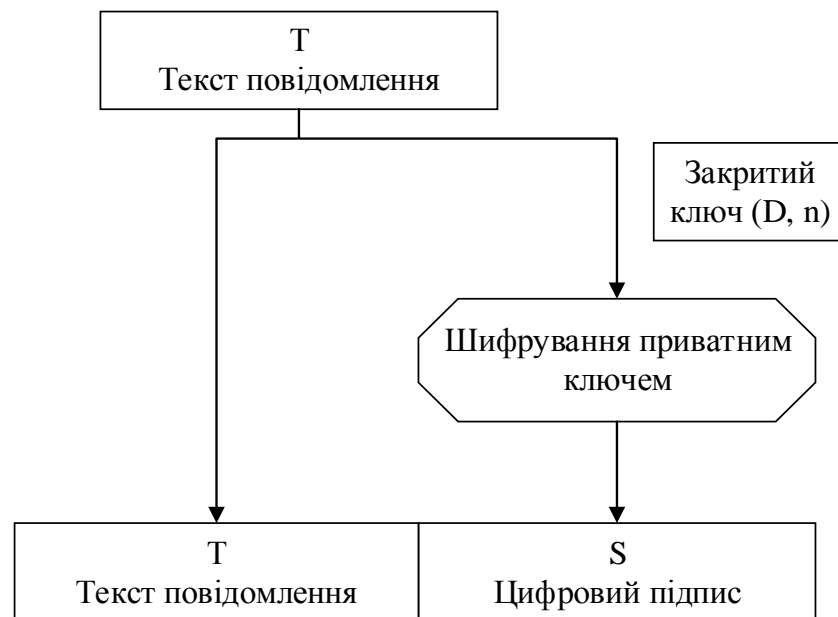 Т
Текст повідомлення
Закритий
ключ (D, n)
Шифрування приватним
ключем
Т
Текст повідомлення
S
Цифровий підпис